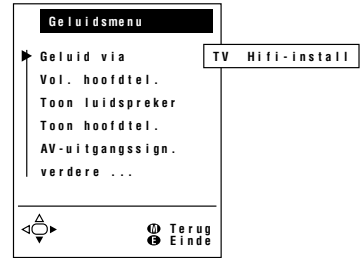 Geluidsmenu
Geluid via
TV Hifi-install
Vol. hoofdtel.
Toon luidspreker
Toon hoofdtel.
AV-uitgangssign.
verdere ...
M Terug
E Einde